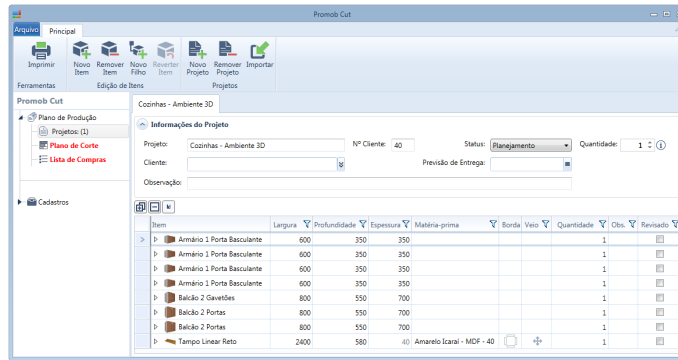 Promob Cut
Arquivo Principal
Imprimir Novo Item Remover Item Novo Filho Reverter Item Novo Projeto Remover Projeto Importar
Ferramentas Edição de Itens Projetos
Promob Cut
Plano de Produção
Projetos: (1)
Plano de Corte
Lista de Compras
Cadastros
Cozinhas - Ambiente 3D
Informações do Projeto
Projeto: Cozinhas - Ambiente 3D Nº Cliente: 40 Status: Planejamento Quantidade: 1
Cliente: Previsão de Entrega:
Observação:
Item Largura Profundidade Espessura Matéria-prima Borda Veio Quantidade Obs. Revisado
Armário 1 Porta Basculante 600 350 350 1
Armário 1 Porta Basculante 600 350 350 1
Armário 1 Porta Basculante 600 350 350 1
Armário 1 Porta Basculante 600 350 350 1
Balcão 2 Gavetões 800 550 700 1
Balcão 2 Portas 800 550 700 1
Balcão 2 Portas 800 550 700 1
Tampo Linear Reto 2400 580 40 Amarelo Icaraí - MDF - 40 1